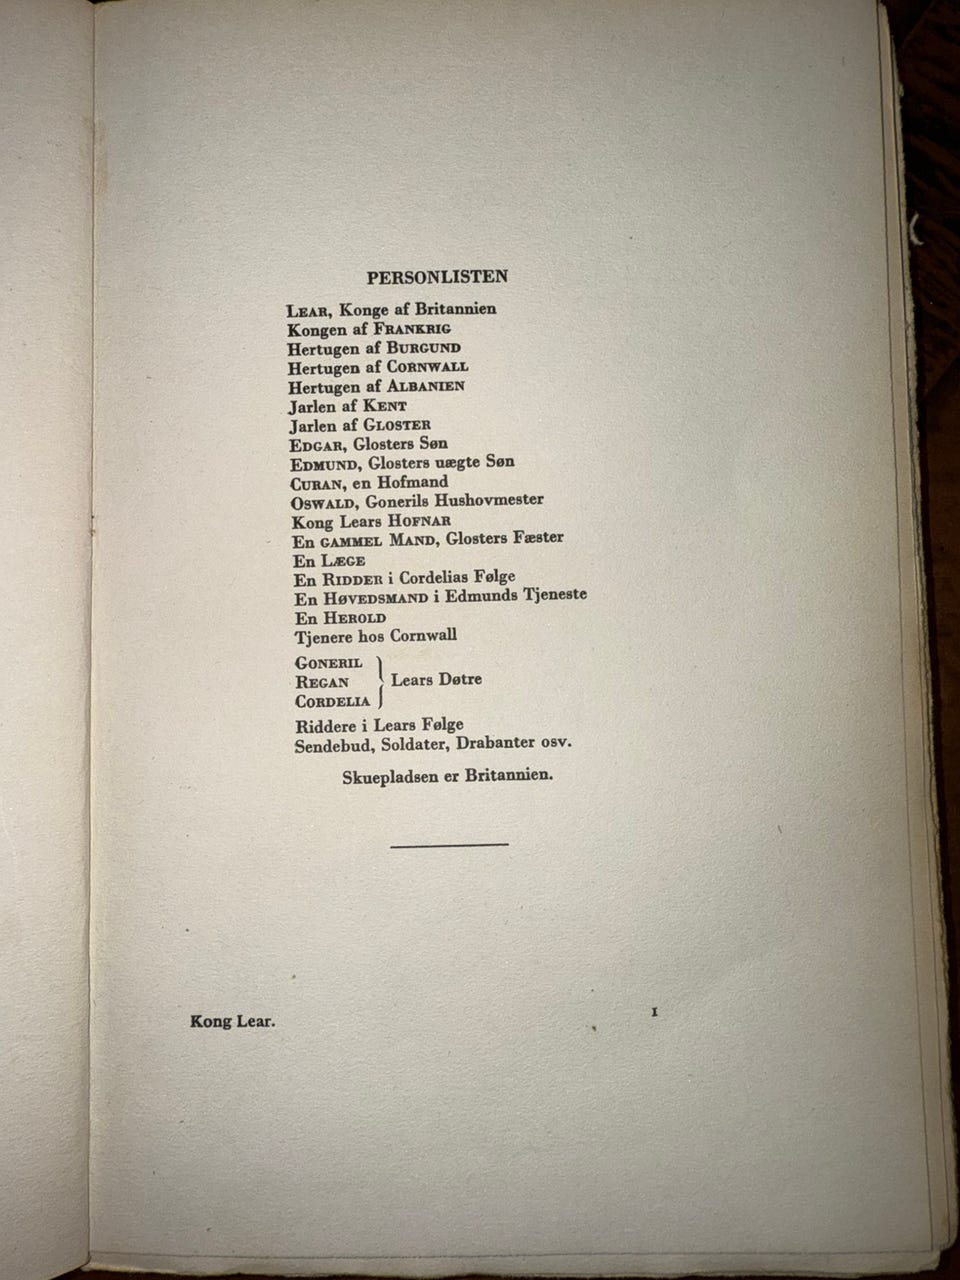 PERSONLISTEN
LEAR, Konge af Britannien
Kongen af FRANKRIG
Hertugen af BURGUND
Hertugen af CORNWALL
Hertugen af ALBANIEN
Jarlen af KENT
Jarlen af GLOSTER
EDGAR, Glosters Søn
EDMUND, Glosters uægte Søn
CURAN, en Hofmand
OSWALD, Gonerils Hushovmester
Kong Lears HOFNAR
En GAMMEL MAND, Glosters Fæster
En LÆGE
En RIDDER i Cordelias Følge
En HØVEDSMAND i Edmunds Tjeneste
En HEROLD
Tjenere hos Cornwall
GONERIL
REGAN
CORDELIA
Lears Døtre
Riddere i Lears Følge
Sendebud, Soldater, Drabanter osv.
Skuepladsen er Britannien.
Kong Lear. 1